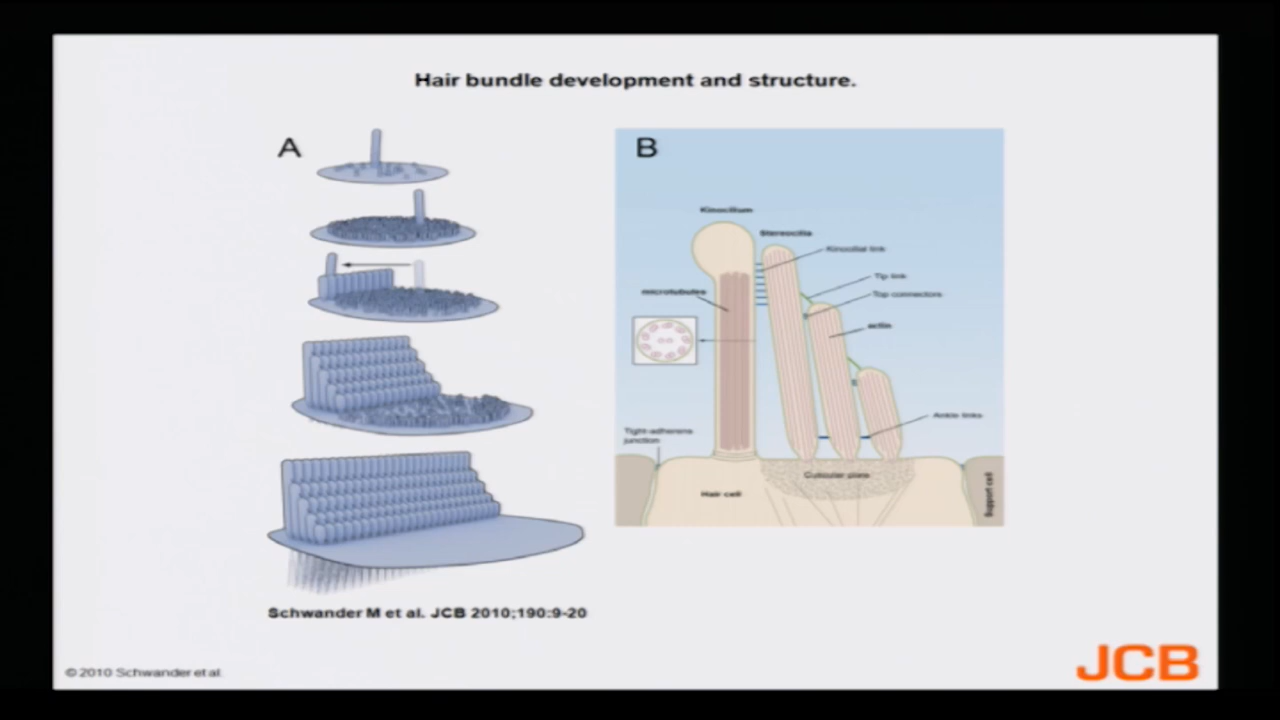 Hair bundle development and structure.
A
B
Kinocilium
Stereocilia
Kinocilial link
Tip link
Top connectors
microtubules
actin
Ankle links
Tight-adherens
junction
Cuticular plate
Hair cell
Support cell
Schwander M et al. JCB 2010;190:9-20
© 2010 Schwander et al.
JCB